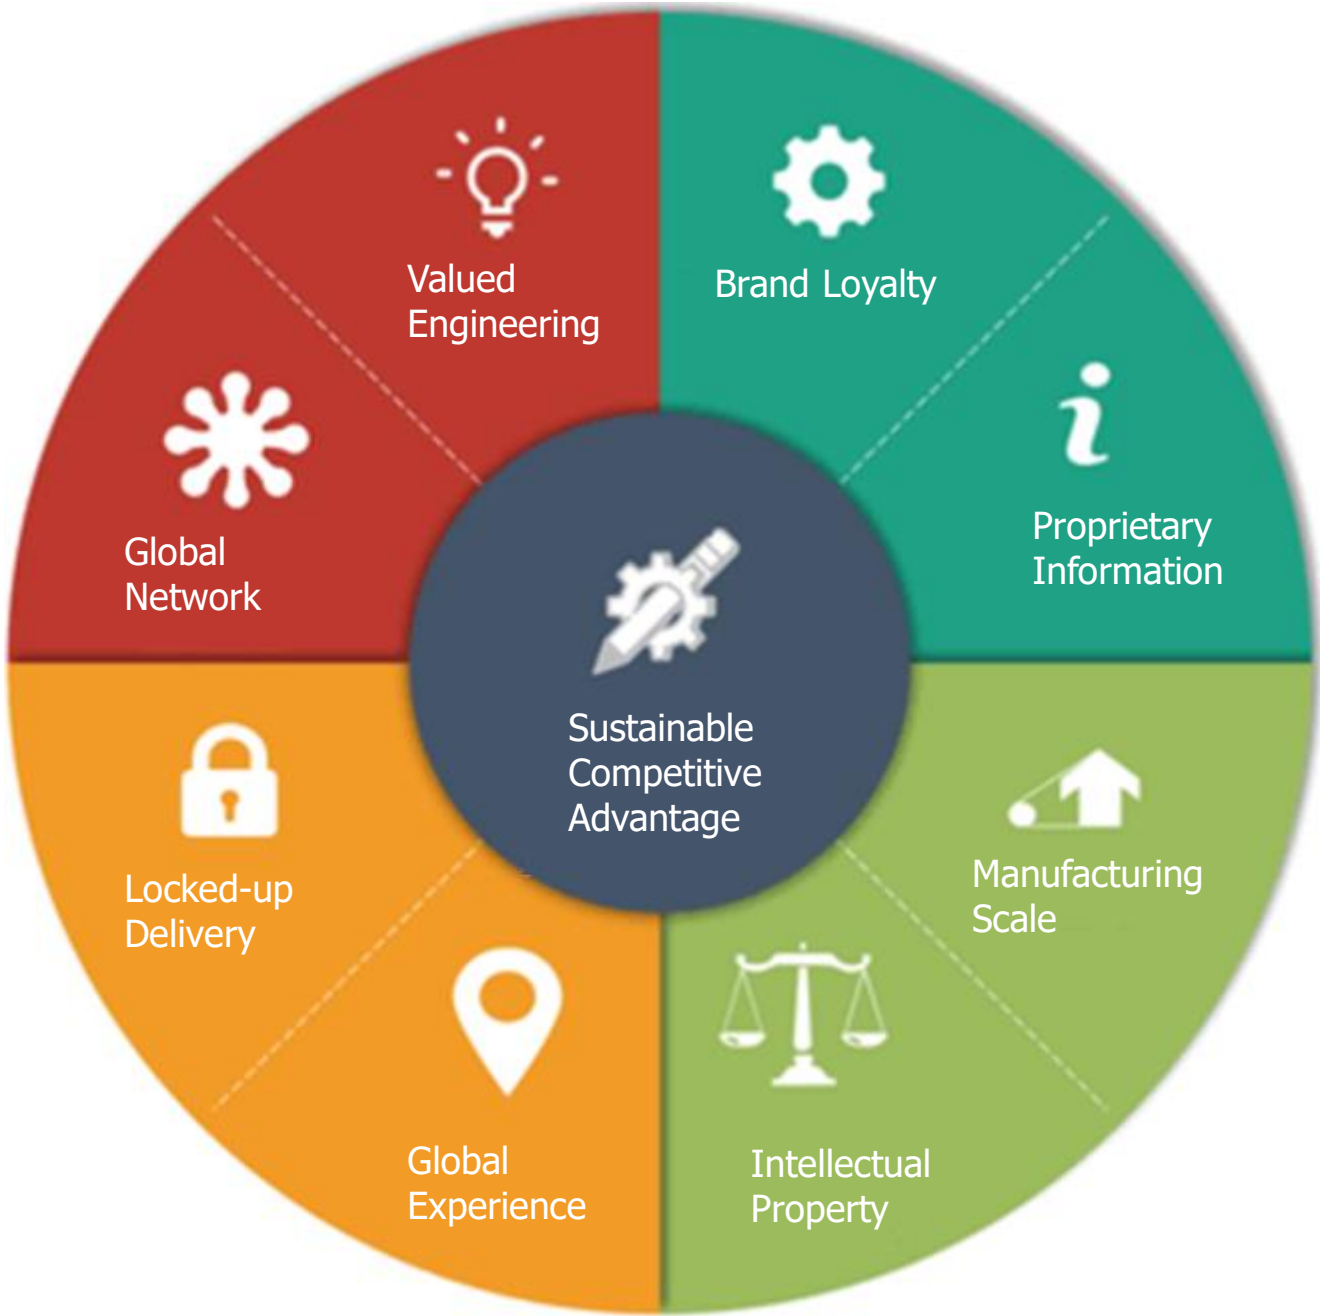 Valued
Engineering
Brand Loyalty
Proprietary
Information
Global
Network
Sustainable
Competitive
Advantage
Manufacturing
Scale
Locked-up
Delivery
Global
Experience
Intellectual
Property